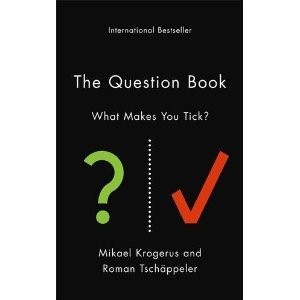 International Bestseller
The Question Book
What Makes You Tick?
?
Mikael Krogerus and
Roman Tschäppeler